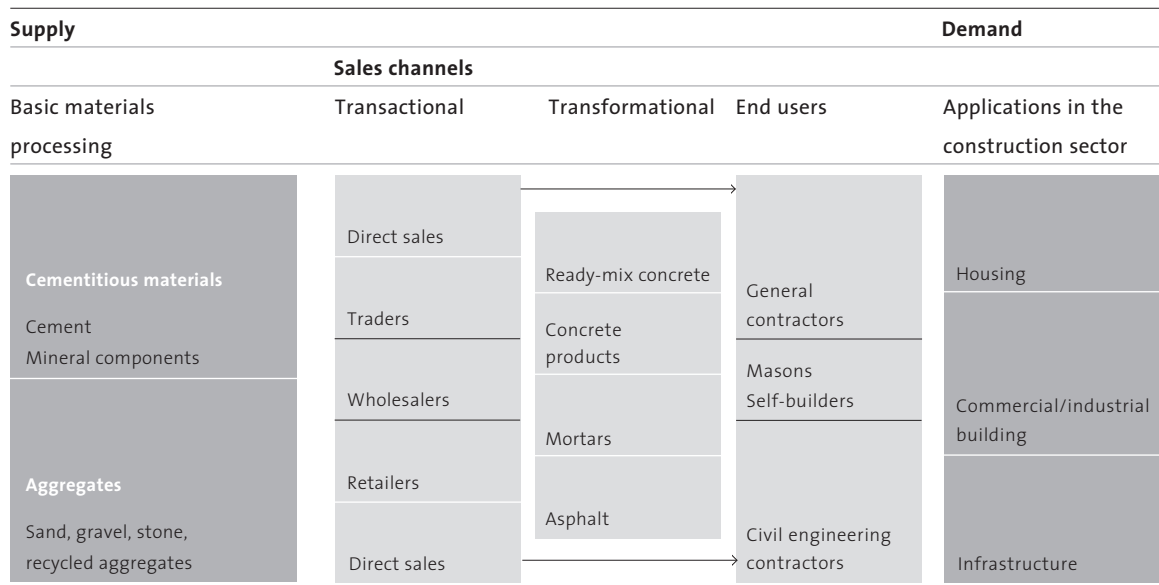 Supply
Demand
Sales channels
Basic materials
processing
Transactional
Transformational
End users
Applications in the
construction sector
Cementitious materials
Cement
Mineral components
Aggregates
Sand, gravel, stone,
recycled aggregates
Direct sales
Traders
Wholesalers
Retailers
Direct sales
Ready-mix concrete
Concrete
products
Mortars
Asphalt
General
contractors
Masons
Self-builders
Civil engineering
contractors
Housing
Commercial/industrial
building
Infrastructure